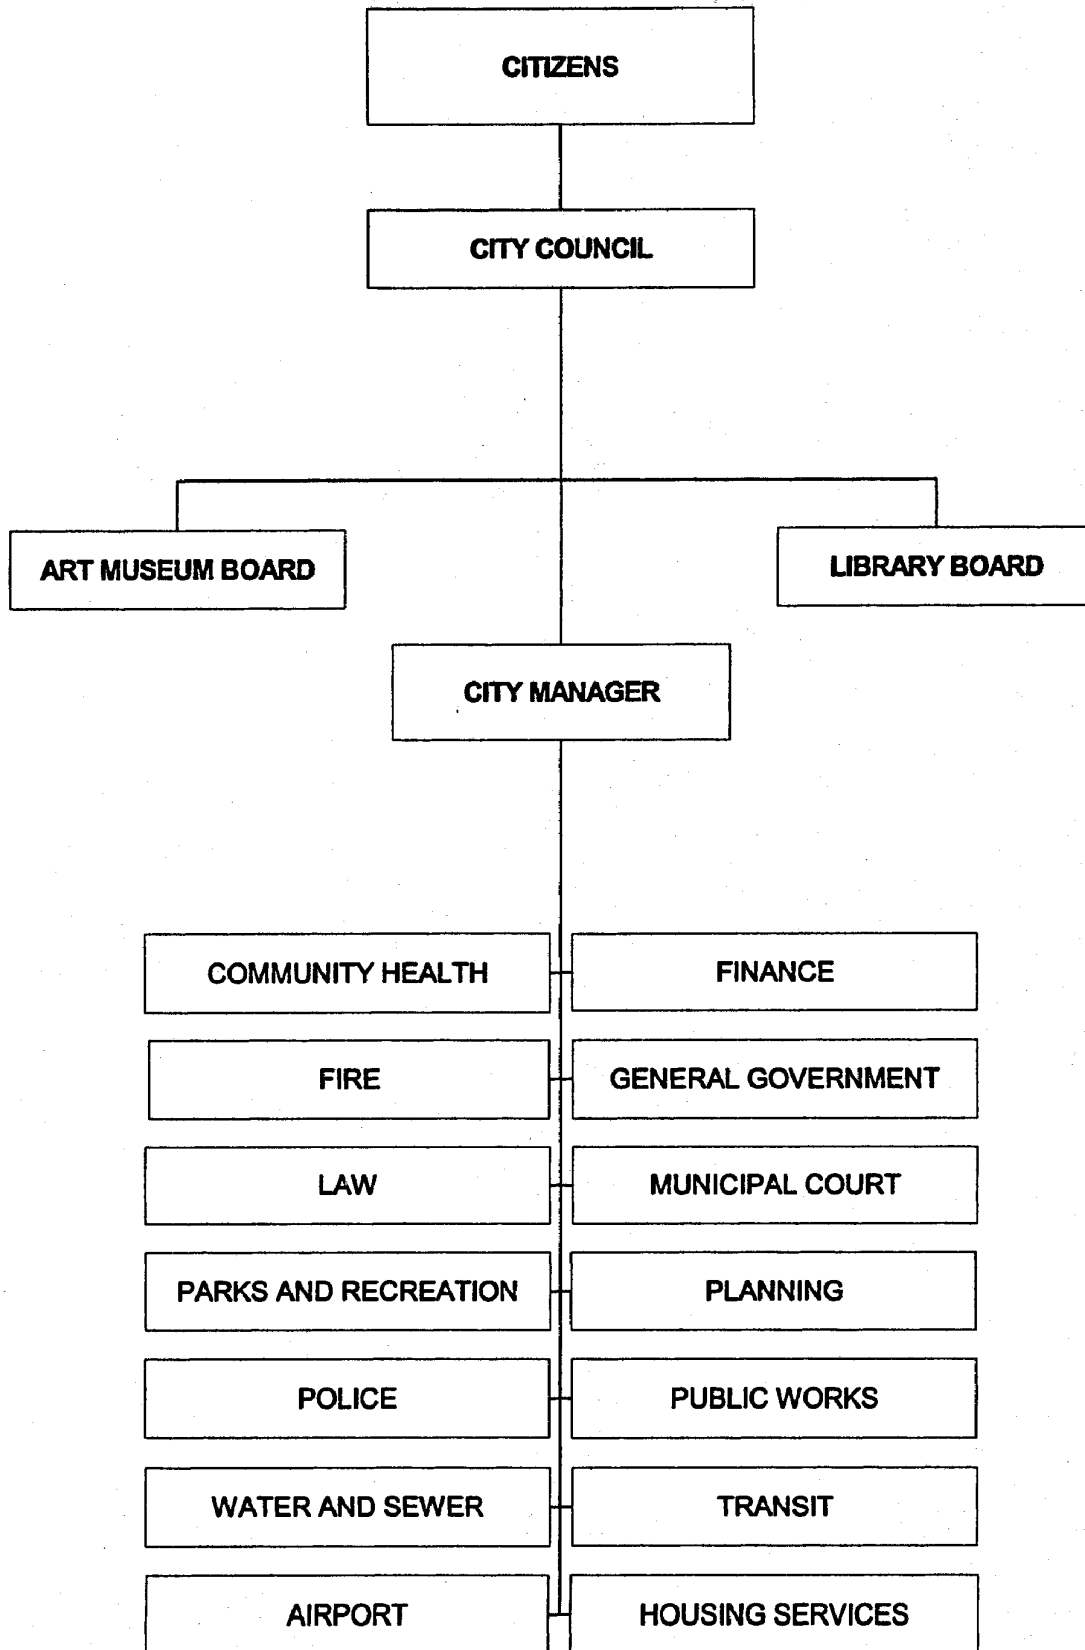 CITIZENS
CITY COUNCIL
ART MUSEUM BOARD
LIBRARY BOARD
CITY MANAGER
COMMUNITY HEALTH
FINANCE
FIRE
GENERAL GOVERNMENT
LAW
MUNICIPAL COURT
PARKS AND RECREATION
PLANNING
POLICE
PUBLIC WORKS
WATER AND SEWER
TRANSIT
AIRPORT
HOUSING SERVICES